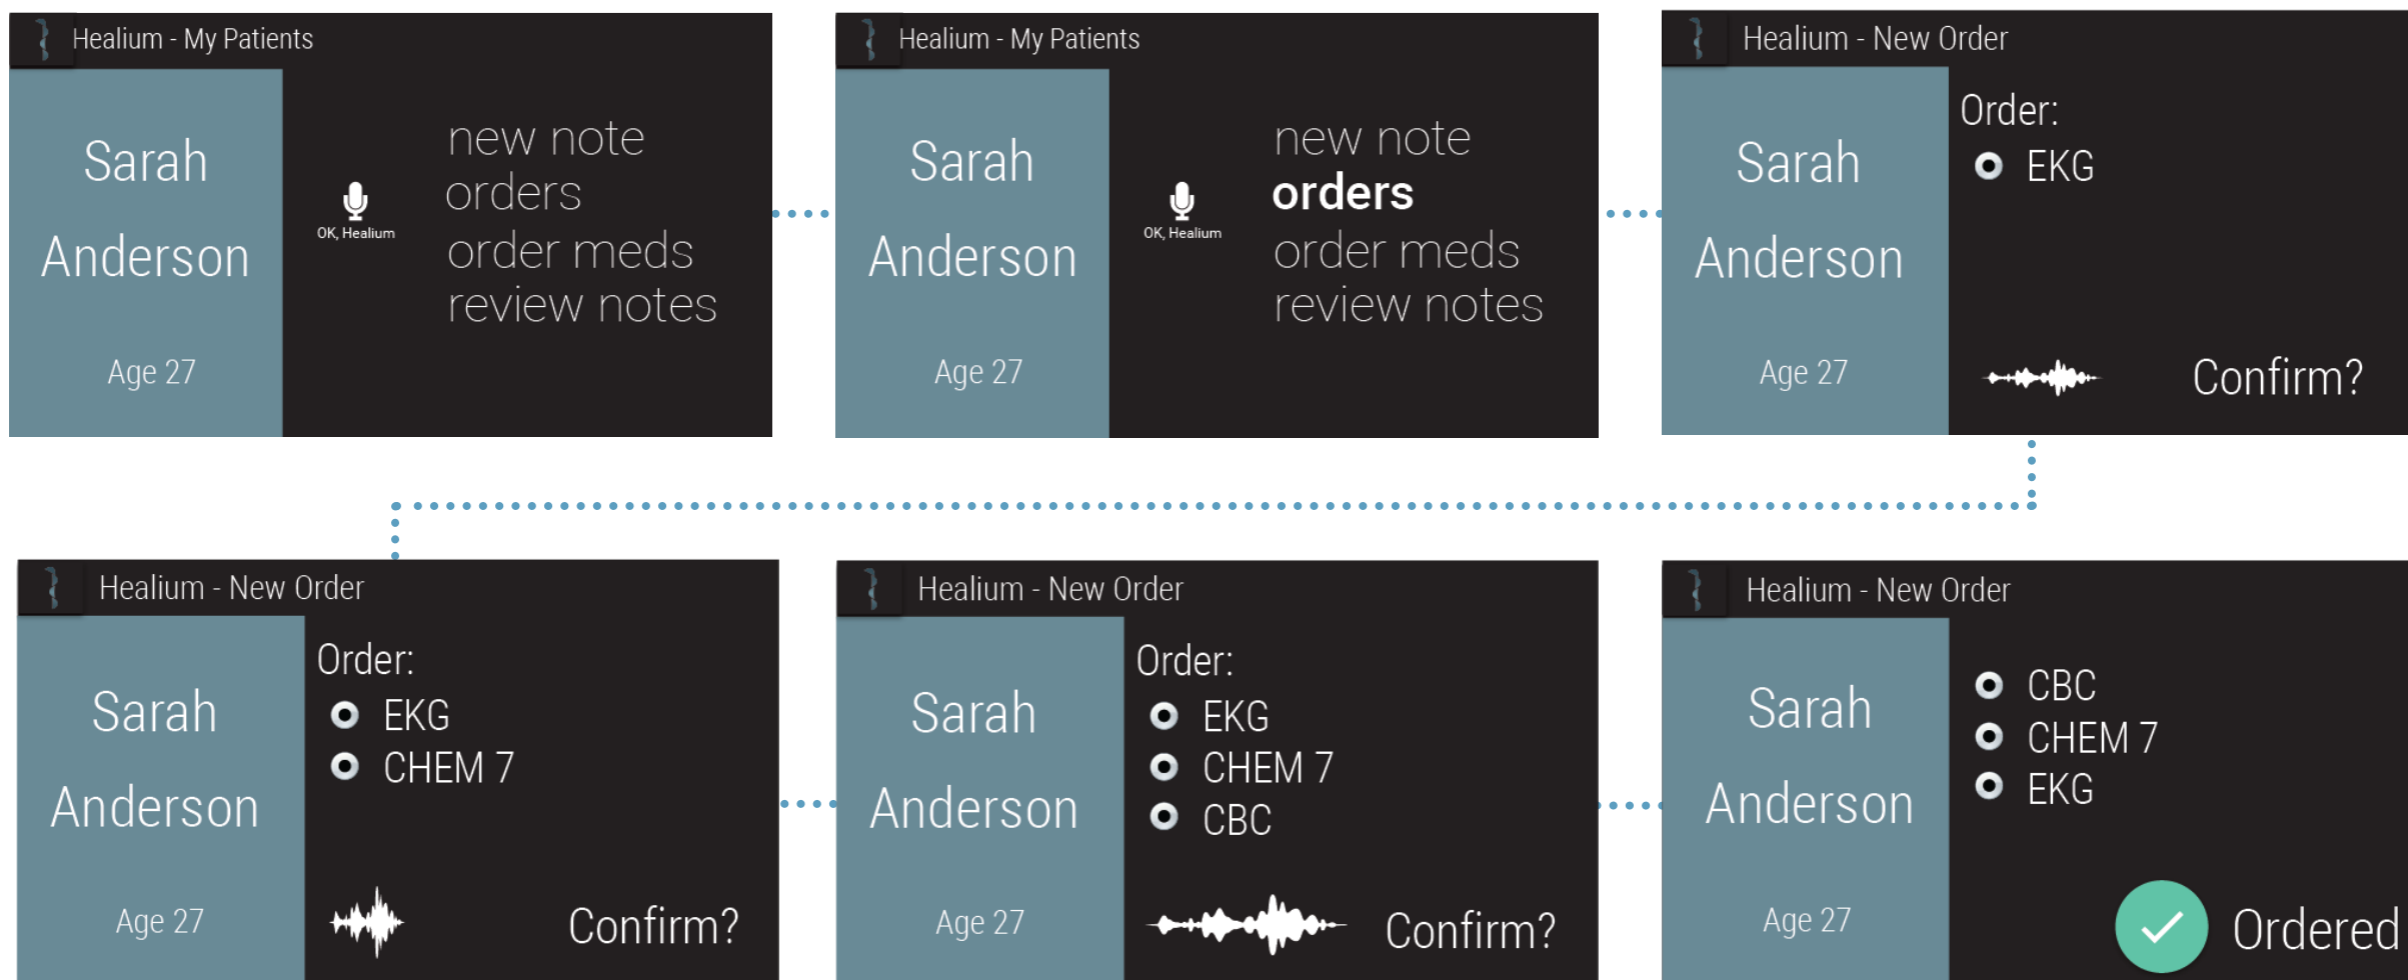 Healium - My Patients
Sarah
Anderson
Age 27
OK, Healium
new note
orders
order meds
review notes
Healium - My Patients
Sarah
Anderson
Age 27
OK, Healium
new note
orders
order meds
review notes
Healium - New Order
Sarah
Anderson
Age 27
Order:
EKG
Confirm?
Healium - New Order
Sarah
Anderson
Age 27
Order:
EKG
CHEM 7
Confirm?
Healium - New Order
Sarah
Anderson
Age 27
Order:
EKG
CHEM 7
CBC
Confirm?
Healium - New Order
Sarah
Anderson
Age 27
CBC
CHEM 7
EKG
Ordered